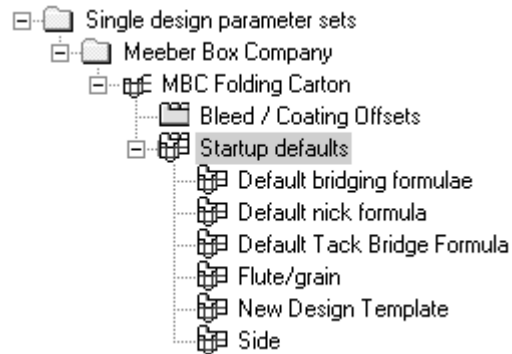 Single design parameter sets
Meeber Box Company
MBC Folding Carton
Bleed / Coating Offsets
Startup defaults
Default bridging formulae
Default nick formula
Default Tack Bridge Formula
Flute/grain
New Design Template
Side